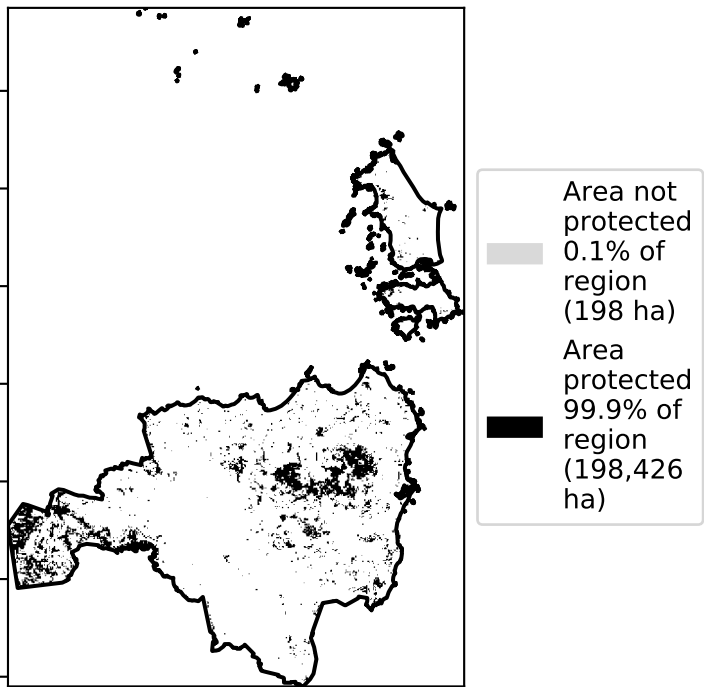 Area not
protected
0.1% of
region
(198 ha)
Area
protected
99.9% of
region
(198,426
ha)